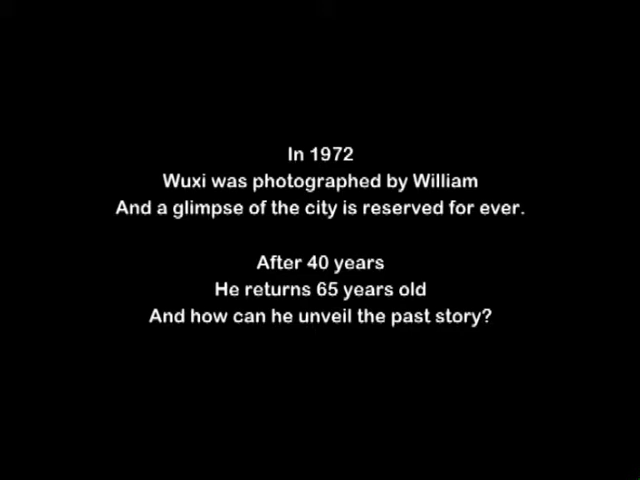 In 1972
Wuxi was photographed by William
And a glimpse of the city is reserved for ever.
After 40 years
He returns 65 years old
And how can he unveil the past story?